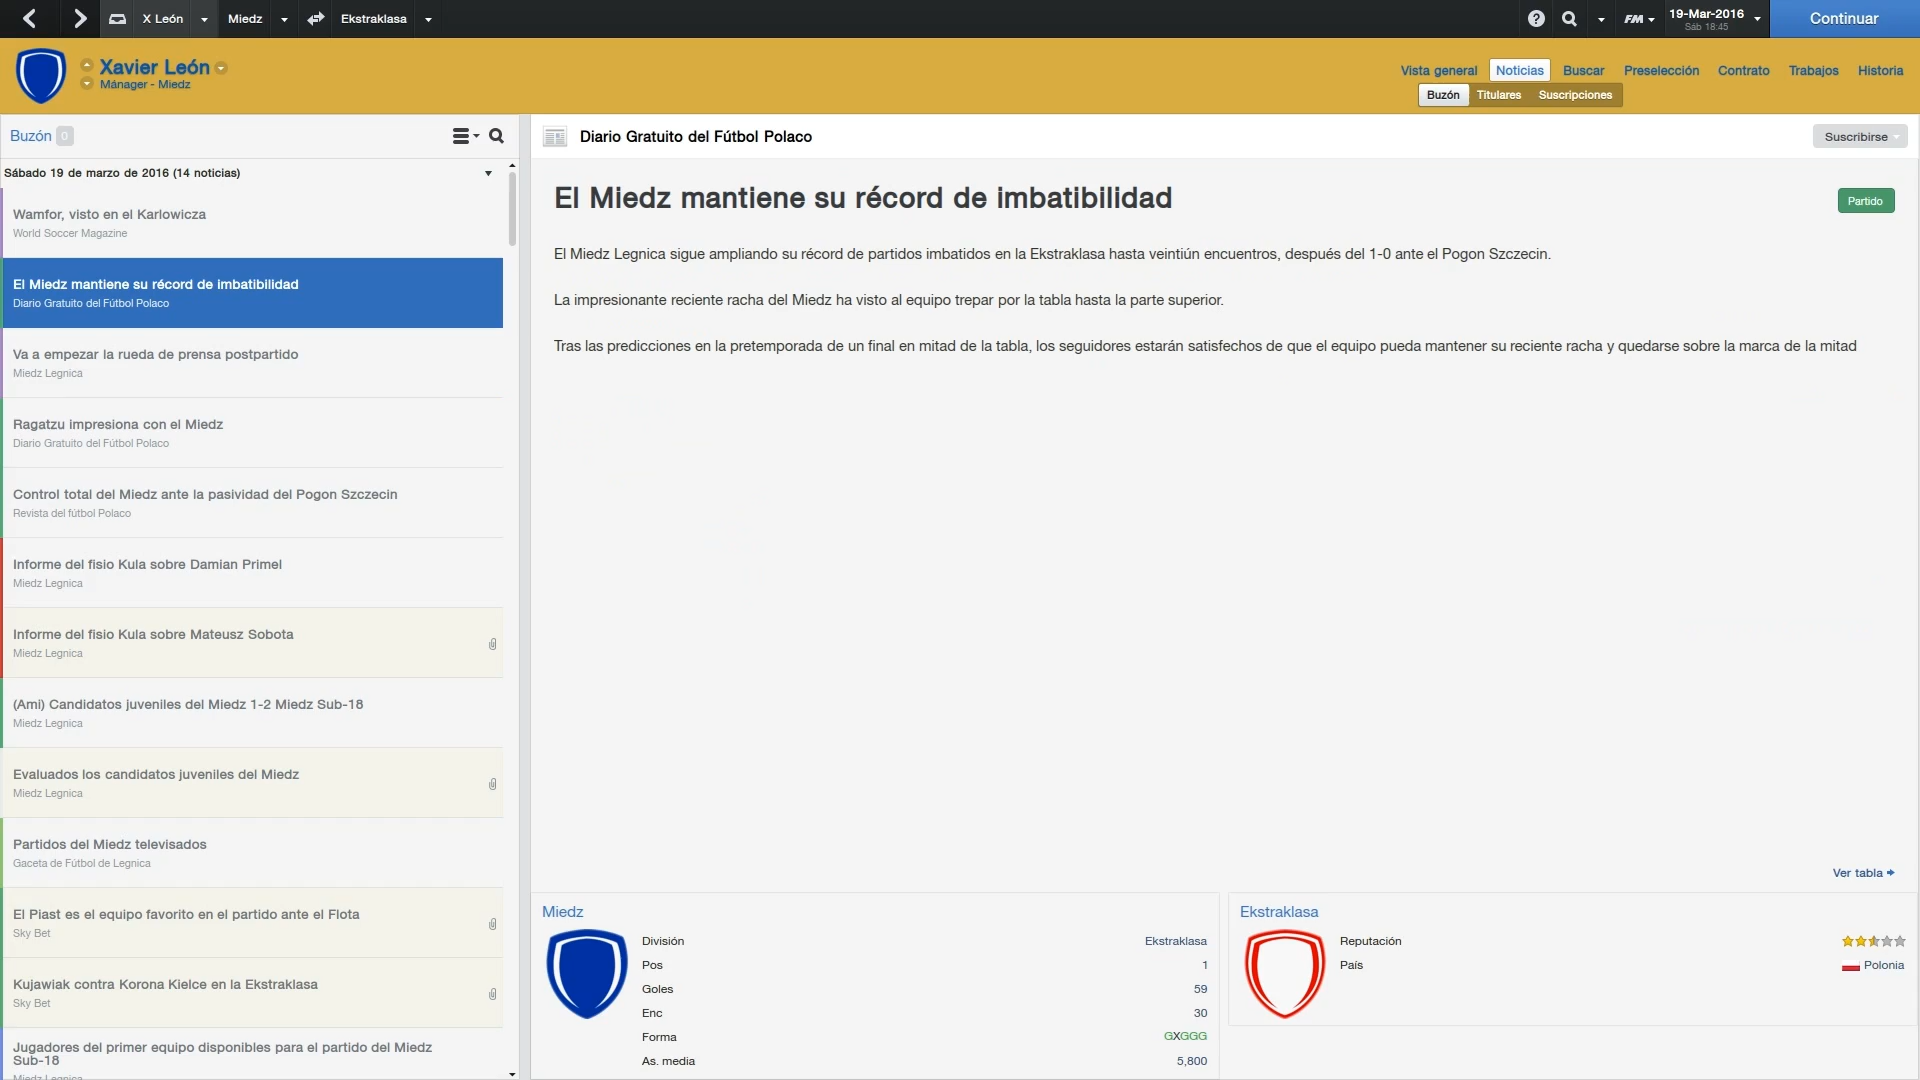 X León
Miedz
Ekstraklasa
FM
19-Mar-2016
Sáb 18:45
Continuar
Xavier León
Mánager - Miedz
Vista general
Noticias
Buscar
Preselección
Contrato
Trabajos
Historia
Buzón
Titulares
Suscripciones
Buzón 0
Sábado 19 de marzo de 2016 (14 noticias)
Wamfor, visto en el Karlowicza
World Soccer Magazine
El Miedz mantiene su récord de imbatibilidad
Diario Gratuito del Fútbol Polaco
Va a empezar la rueda de prensa postpartido
Miedz Legnica
Ragatzu impresiona con el Miedz
Diario Gratuito del Fútbol Polaco
Control total del Miedz ante la pasividad del Pogon Szczecin
Revista del fútbol Polaco
Informe del fisio Kula sobre Damian Primel
Miedz Legnica
Informe del fisio Kula sobre Mateusz Sobota
Miedz Legnica
(Ami) Candidatos juveniles del Miedz 1-2 Miedz Sub-18
Miedz Legnica
Evaluados los candidatos juveniles del Miedz
Miedz Legnica
Partidos del Miedz televisados
Gaceta de Fútbol de Legnica
El Piast es el equipo favorito en el partido ante el Flota
Sky Bet
Kujawiak contra Korona Kielce en la Ekstraklasa
Sky Bet
Jugadores del primer equipo disponibles para el partido del Miedz
Sub-18
Miedz Legnica
Diario Gratuito del Fútbol Polaco
Suscribirse
El Miedz mantiene su récord de imbatibilidad
Partido
El Miedz Legnica sigue ampliando su récord de partidos imbatidos en la Ekstraklasa hasta veintiún encuentros, después del 1-0 ante el Pogon Szczecin.
La impresionante reciente racha del Miedz ha visto al equipo trepar por la tabla hasta la parte superior.
Tras las predicciones en la pretemporada de un final en mitad de la tabla, los seguidores estarán satisfechos de que el equipo pueda mantener su reciente racha y quedarse sobre la marca de la mitad
Ver tabla
Miedz
División Ekstraklasa
Pos 1
Goles 59
Enc 30
Forma GXGGG
As. media 5,800
Ekstraklasa
Reputación
País Polonia